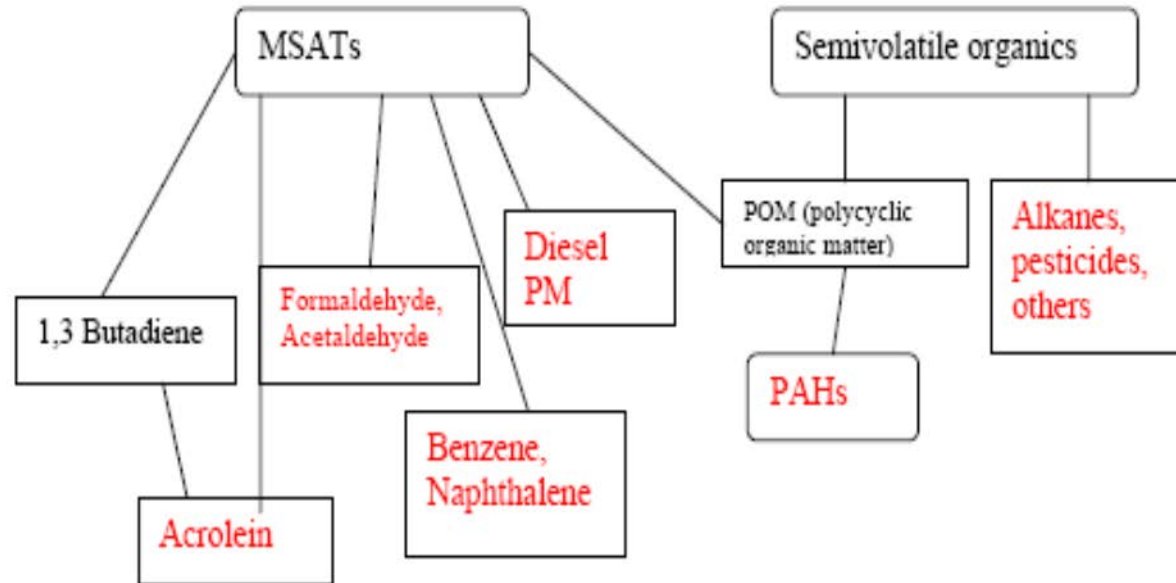 MSATs
Semivolatile organics
POM (polycyclic
organic matter)
Alkanes,
pesticides,
others
Diesel
PM
Formaldehyde,
Acetaldehyde
1,3 Butadiene
PAHs
Benzene,
Naphthalene
Acrolein